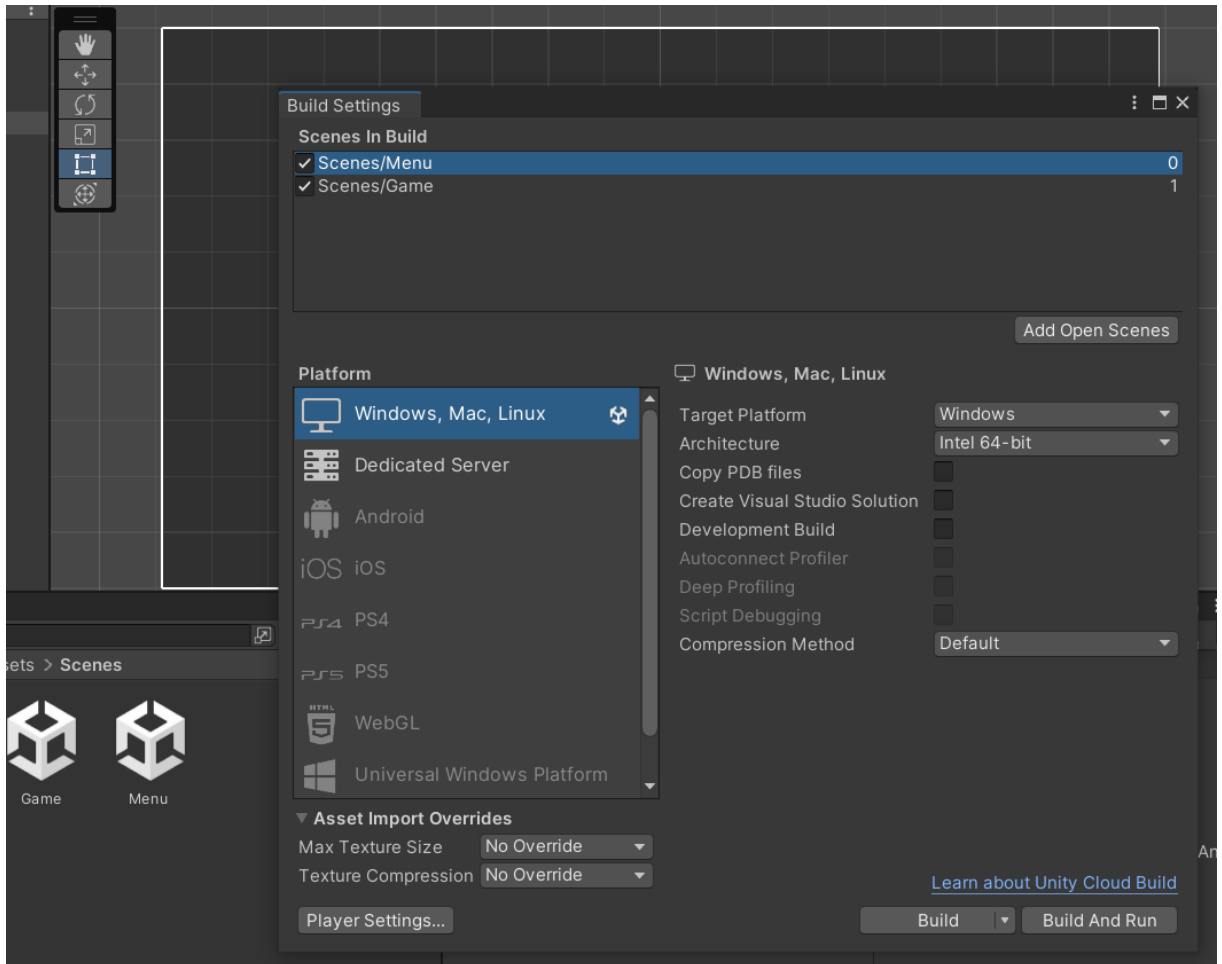 Build Settings
Scenes In Build
Scenes/Menu 0
Scenes/Game 1
Add Open Scenes
Platform
Windows, Mac, Linux
Dedicated Server
Android
iOS iOS
PS4 PS4
PS5 PS5
HTML 5 WebGL
Universal Windows Platform
Windows, Mac, Linux
Target Platform Windows
Architecture Intel 64-bit
Copy PDB files
Create Visual Studio Solution
Development Build
Autoconnect Profiler
Deep Profiling
Script Debugging
Compression Method Default
Asset Import Overrides
Max Texture Size No Override
Texture Compression No Override
Learn about Unity Cloud Build
Player Settings...
Build
Build And Run
sets > Scenes
Game
Menu
An